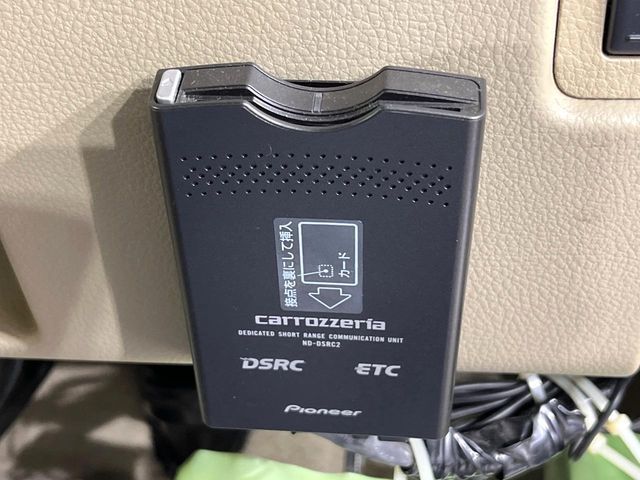 接点を裏にして挿入
カード
carrozzeria
DEDICATED SHORT RANGE COMMUNICATION UNIT
ND-DSRC2
DSRC ETC
Pioneer